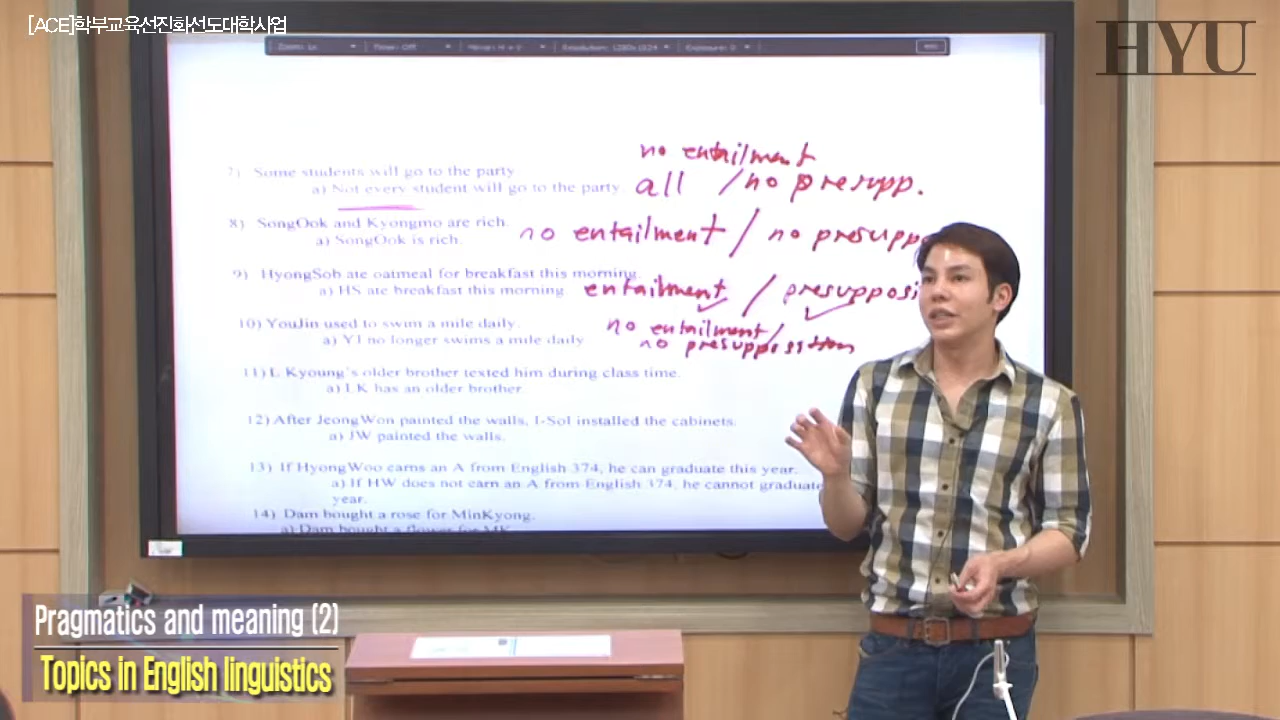 [ACE]학부교육선진화선도대학사업
HYU
no entailment
7) Some students will go to the party
a) Not every student will go to the party.
all / no presupp.
8) SongOok and Kyongmo are rich.
a) SongOok is rich.
no entailment / no presuppo
9) HyongSob ate oatmeal for breakfast this morning.
a) HS ate breakfast this morning.
entailment / presupposi
10) YouJin used to swim a mile daily.
a) YJ no longer swims a mile daily
no entailment/
no presupposition
11) L Kyoung's older brother texted him during class time.
a) LK has an older brother.
12) After JeongWon painted the walls, I-Sol installed the cabinets.
a) JW painted the walls.
13) If HyongWoo earns an A from English 374, he can graduate this year.
a) If HW does not earn an A from English 374, he cannot graduate
year.
14) Dam bought a rose for MinKyong.
a) Dam bought a flower for MK.
Pragmatics and meaning (2)
Topics in English linguistics